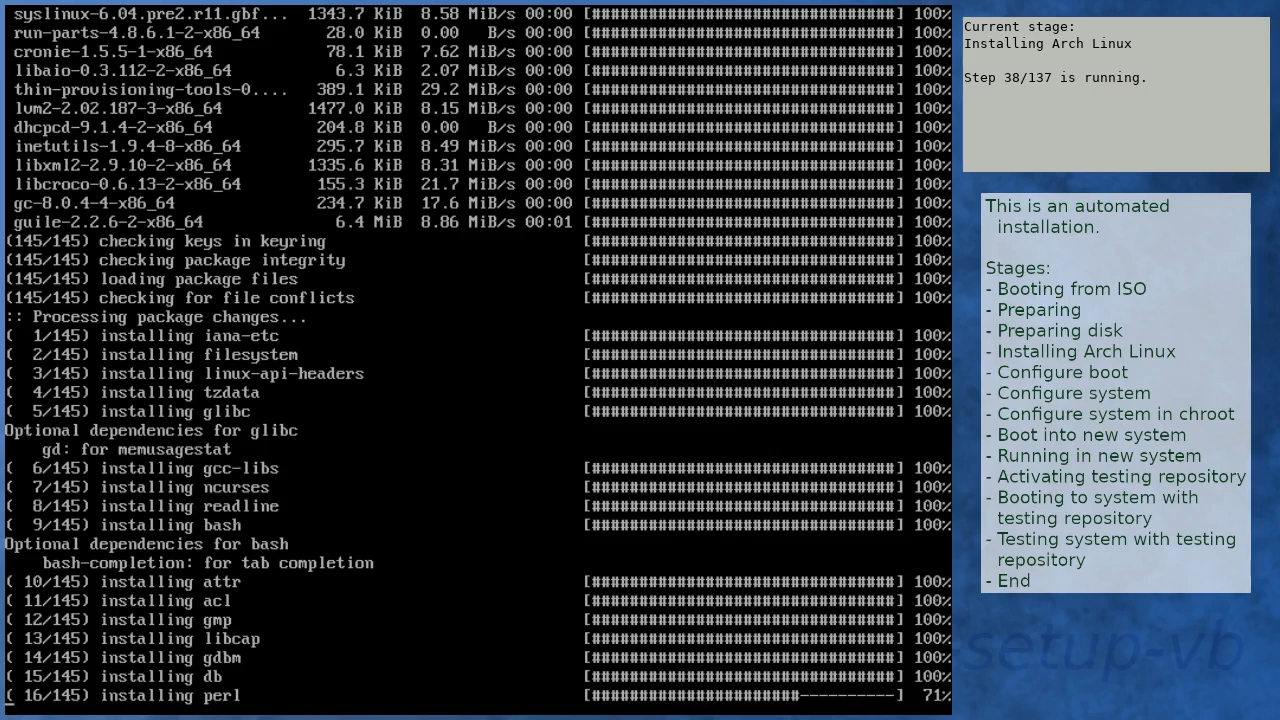 syslinux-6.04.pre2.r11.gbf... 1343.7 KiB 8.58 MiB/s 00:00 [################################] 100%
run-parts-4.8.6.1-2-x86_64 28.0 KiB 0.00 B/s 00:00 [################################] 100%
cronie-1.5.5-1-x86_64 78.1 KiB 7.62 MiB/s 00:00 [################################] 100%
libaio-0.3.112-2-x86_64 6.3 KiB 2.07 MiB/s 00:00 [################################] 100%
thin-provisioning-tools-0.... 389.1 KiB 29.2 MiB/s 00:00 [################################] 100%
lvm2-2.02.187-3-x86_64 1477.0 KiB 8.15 MiB/s 00:00 [################################] 100%
dhcpcd-9.1.4-2-x86_64 204.8 KiB 0.00 B/s 00:00 [################################] 100%
inetutils-1.9.4-8-x86_64 295.7 KiB 8.49 MiB/s 00:00 [################################] 100%
libxml2-2.9.10-2-x86_64 1335.6 KiB 8.31 MiB/s 00:00 [################################] 100%
libcroco-0.6.13-2-x86_64 155.3 KiB 21.7 MiB/s 00:00 [################################] 100%
gc-8.0.4-4-x86_64 234.7 KiB 17.6 MiB/s 00:00 [################################] 100%
guile-2.2.6-2-x86_64 6.4 MiB 8.86 MiB/s 00:01 [################################] 100%
(145/145) checking keys in keyring [################################] 100%
(145/145) checking package integrity [################################] 100%
(145/145) loading package files [################################] 100%
(145/145) checking for file conflicts [################################] 100%
:: Processing package changes...
( 1/145) installing iana-etc [################################] 100%
( 2/145) installing filesystem [################################] 100%
( 3/145) installing linux-api-headers [################################] 100%
( 4/145) installing tzdata [################################] 100%
( 5/145) installing glibc [################################] 100%
Optional dependencies for glibc
gd: for memusagestat
( 6/145) installing gcc-libs [################################] 100%
( 7/145) installing ncurses [################################] 100%
( 8/145) installing readline [################################] 100%
( 9/145) installing bash [################################] 100%
Optional dependencies for bash
bash-completion: for tab completion
( 10/145) installing attr [################################] 100%
( 11/145) installing acl [################################] 100%
( 12/145) installing gmp [################################] 100%
( 13/145) installing libcap [################################] 100%
( 14/145) installing gdbm [################################] 100%
( 15/145) installing db [################################] 100%
( 16/145) installing perl [######################----------] 71%
Current stage:
Installing Arch Linux
Step 38/137 is running.
This is an automated
installation.
Stages:
- Booting from ISO
- Preparing
- Preparing disk
- Installing Arch Linux
- Configure boot
- Configure system
- Configure system in chroot
- Boot into new system
- Running in new system
- Activating testing repository
- Booting to system with
testing repository
- Testing system with testing
repository
- End
setup-vb